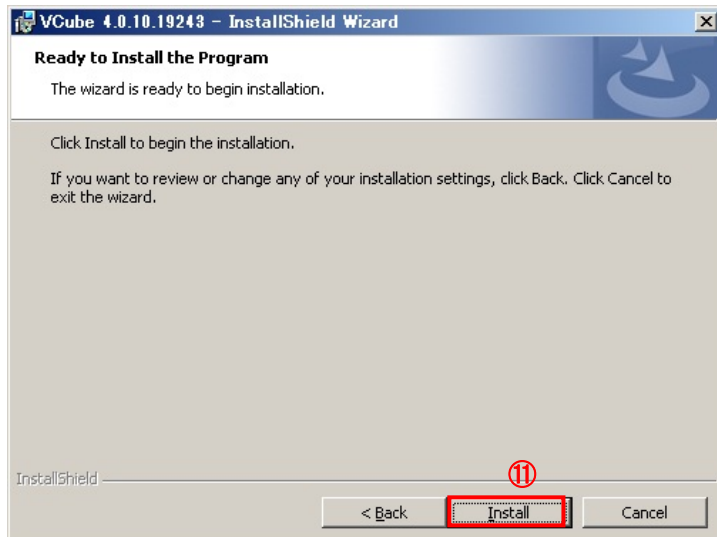 VCube 4.0.10.19243 - InstallShield Wizard
Ready to Install the Program
The wizard is ready to begin installation.
Click Install to begin the installation.
If you want to review or change any of your installation settings, click Back. Click Cancel to
exit the wizard.
InstallShield
⑪
< Back Install Cancel